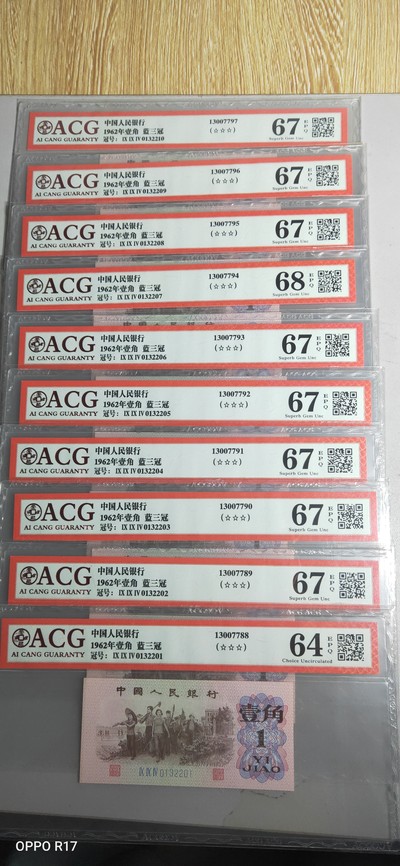 ACG
AI CANG GUARANTY
中国人民银行
1962年壹角 蓝三冠
冠号: IX IX IV 0132210
13007797
(☆☆☆)
67
EPQ
Superb Gem Unc
ACG
AI CANG GUARANTY
中国人民银行
1962年壹角 蓝三冠
冠号: IX IX IV 0132209
13007796
(☆☆☆)
67
EPQ
Superb Gem Unc
ACG
AI CANG GUARANTY
中国人民银行
1962年壹角 蓝三冠
冠号: IX IX IV 0132208
13007795
(☆☆☆)
67
EPQ
Superb Gem Unc
ACG
AI CANG GUARANTY
中国人民银行
1962年壹角 蓝三冠
冠号: IX IX IV 0132207
13007794
(☆☆☆)
68
EPQ
Superb Gem Unc
ACG
AI CANG GUARANTY
中国人民银行
1962年壹角 蓝三冠
冠号: IX IX IV 0132206
13007793
(☆☆☆)
67
EPQ
Superb Gem Unc
ACG
AI CANG GUARANTY
中国人民银行
1962年壹角 蓝三冠
冠号: IX IX IV 0132205
13007792
(☆☆☆)
67
EPQ
Superb Gem Unc
ACG
AI CANG GUARANTY
中国人民银行
1962年壹角 蓝三冠
冠号: IX IX IV 0132204
13007791
(☆☆☆)
67
EPQ
Superb Gem Unc
ACG
AI CANG GUARANTY
中国人民银行
1962年壹角 蓝三冠
冠号: IX IX IV 0132203
13007790
(☆☆☆)
67
EPQ
Superb Gem Unc
ACG
AI CANG GUARANTY
中国人民银行
1962年壹角 蓝三冠
冠号: IX IX IV 0132202
13007789
(☆☆☆)
67
EPQ
Superb Gem Unc
ACG
AI CANG GUARANTY
中国人民银行
1962年壹角 蓝三冠
冠号: IX IX IV 0132201
13007788
(☆☆☆)
64
EPQ
Choice Uncirculated
中國人民銀行
壹角
1
YI JIAO
IX IX IV 0132201
OPPO R17